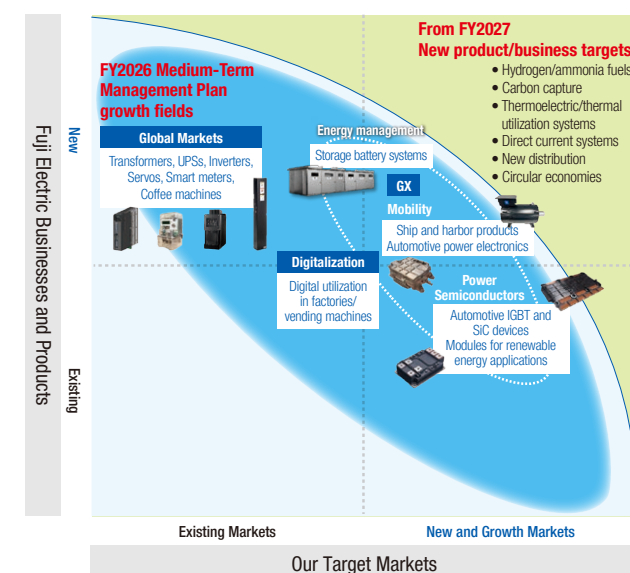 From FY2027
New product/business targets
• Hydrogen/ammonia fuels
• Carbon capture
• Thermoelectric/thermal
utilization systems
• Direct current systems
• New distribution
• Circular economies
FY2026 Medium-Term
Management Plan
growth fields
Global Markets
Transformers, UPSs, Inverters,
Servos, Smart meters,
Coffee machines
Energy management
Storage battery systems
GX
Mobility
Ship and harbor products
Automotive power electronics
Digitalization
Digital utilization
in factories/
vending machines
Power
Semiconductors
Automotive IGBT and
SiC devices
Modules for renewable
energy applications
Fuji Electric Businesses and Products
New
Existing
Existing Markets
New and Growth Markets
Our Target Markets